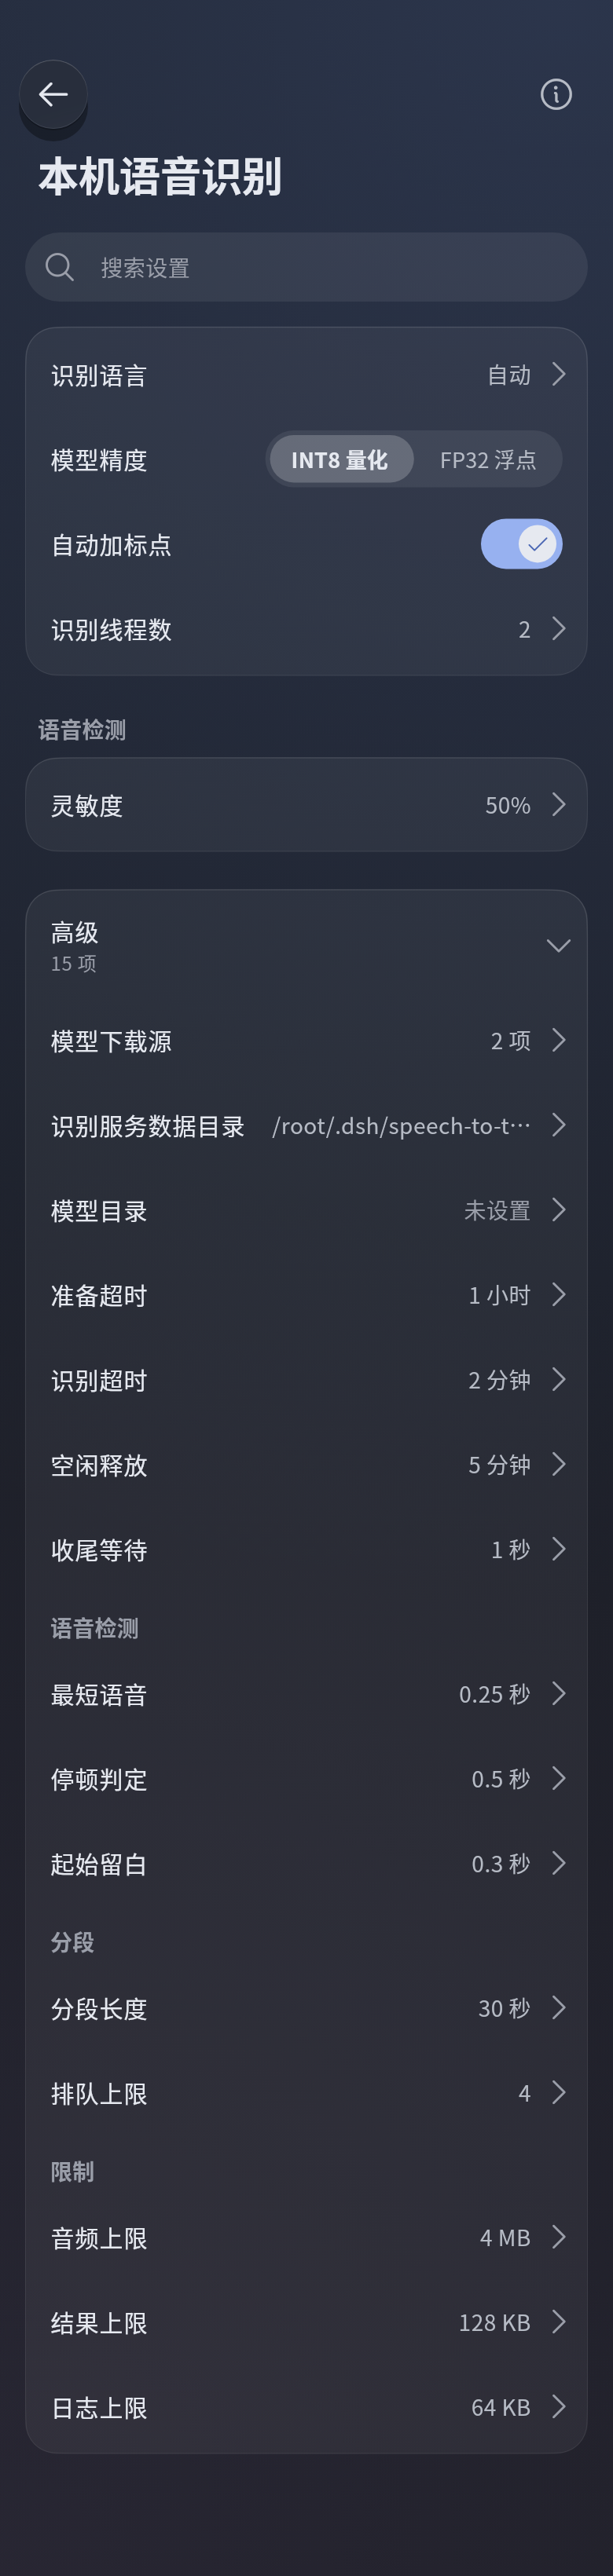 本机语音识别
搜索设置
识别语言 自动
模型精度 INT8 量化 FP32 浮点
自动加标点
识别线程数 2
语音检测
灵敏度 50%
高级
15 项
模型下载源 2 项
识别服务数据目录 /root/.dsh/speech-to-t…
模型目录 未设置
准备超时 1 小时
识别超时 2 分钟
空闲释放 5 分钟
收尾等待 1 秒
语音检测
最短语音 0.25 秒
停顿判定 0.5 秒
起始留白 0.3 秒
分段
分段长度 30 秒
排队上限 4
限制
音频上限 4 MB
结果上限 128 KB
日志上限 64 KB